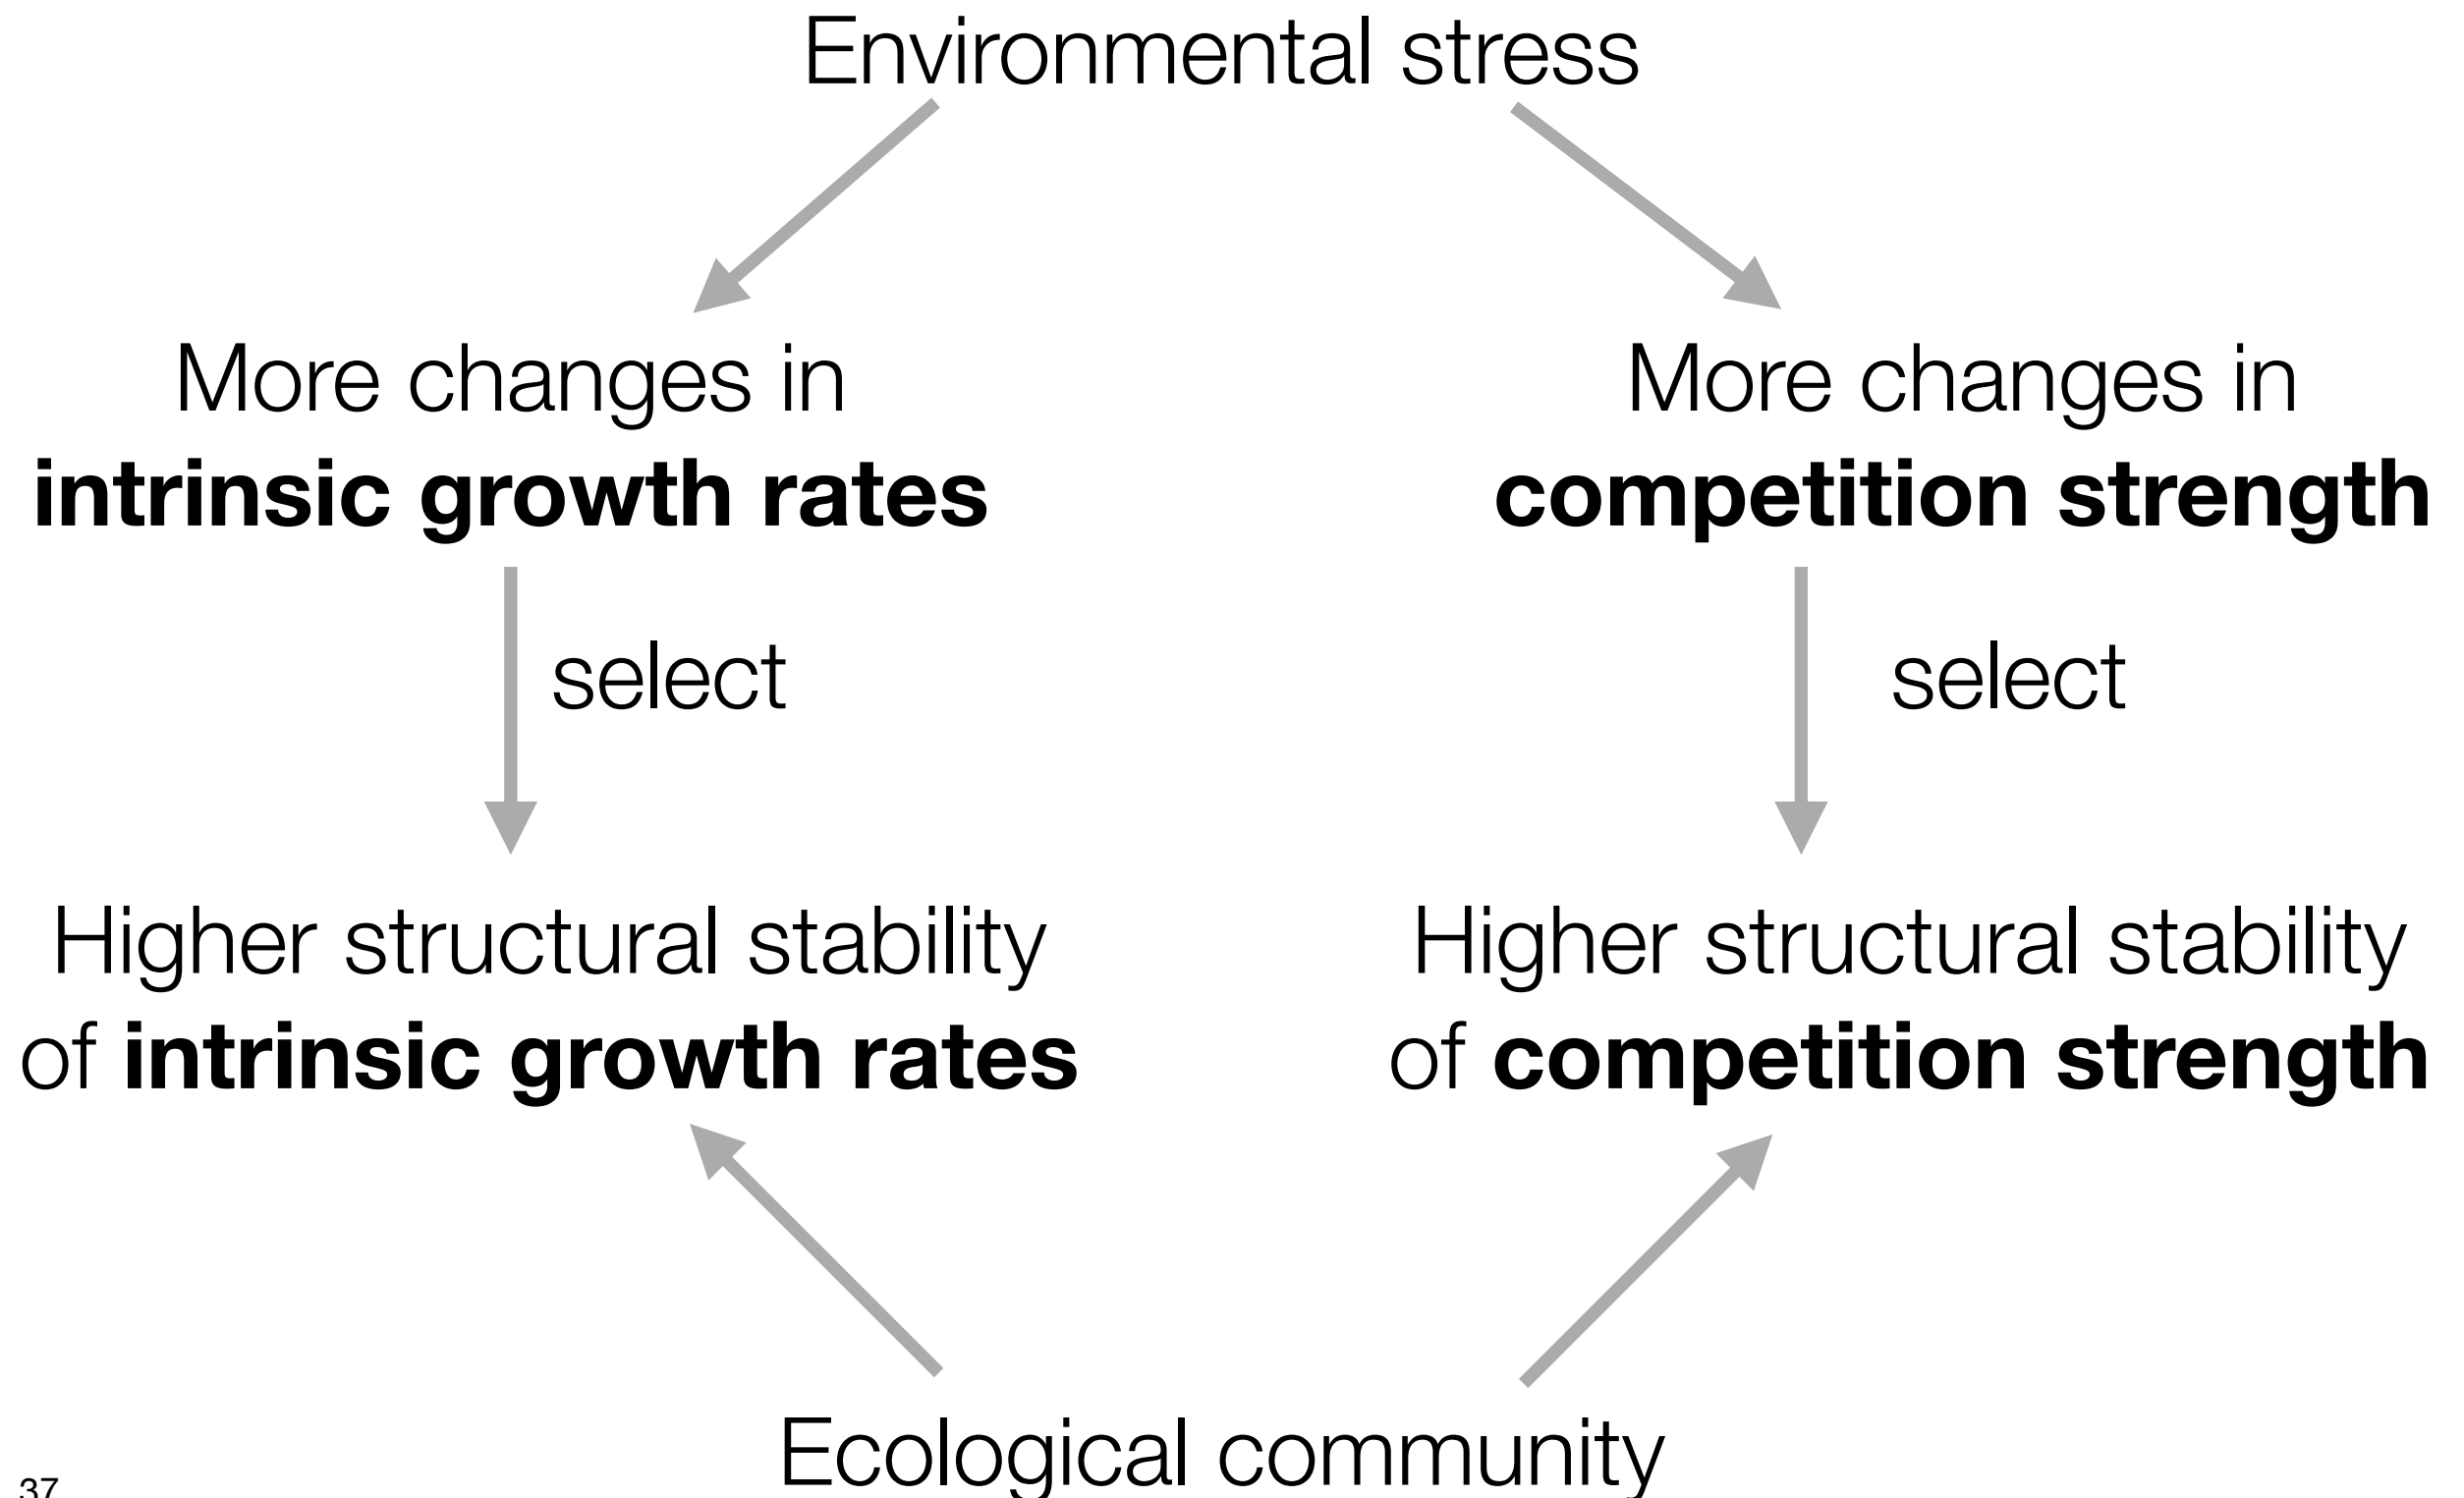 Environmental stress
More changes in
intrinsic growth rates
More changes in
competition strength
select
select
Higher structural stability
of intrinsic growth rates
Higher structural stability
of competition strength
Ecological community
37